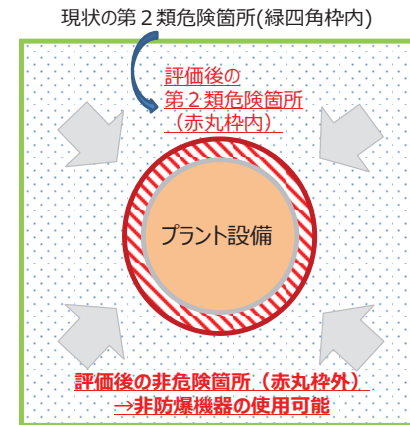 現状の第２類危険箇所(緑四角枠内)
評価後の
第２類危険箇所
（赤丸枠内）
プラント設備
評価後の非危険箇所（赤丸枠外）
→非防爆機器の使用可能